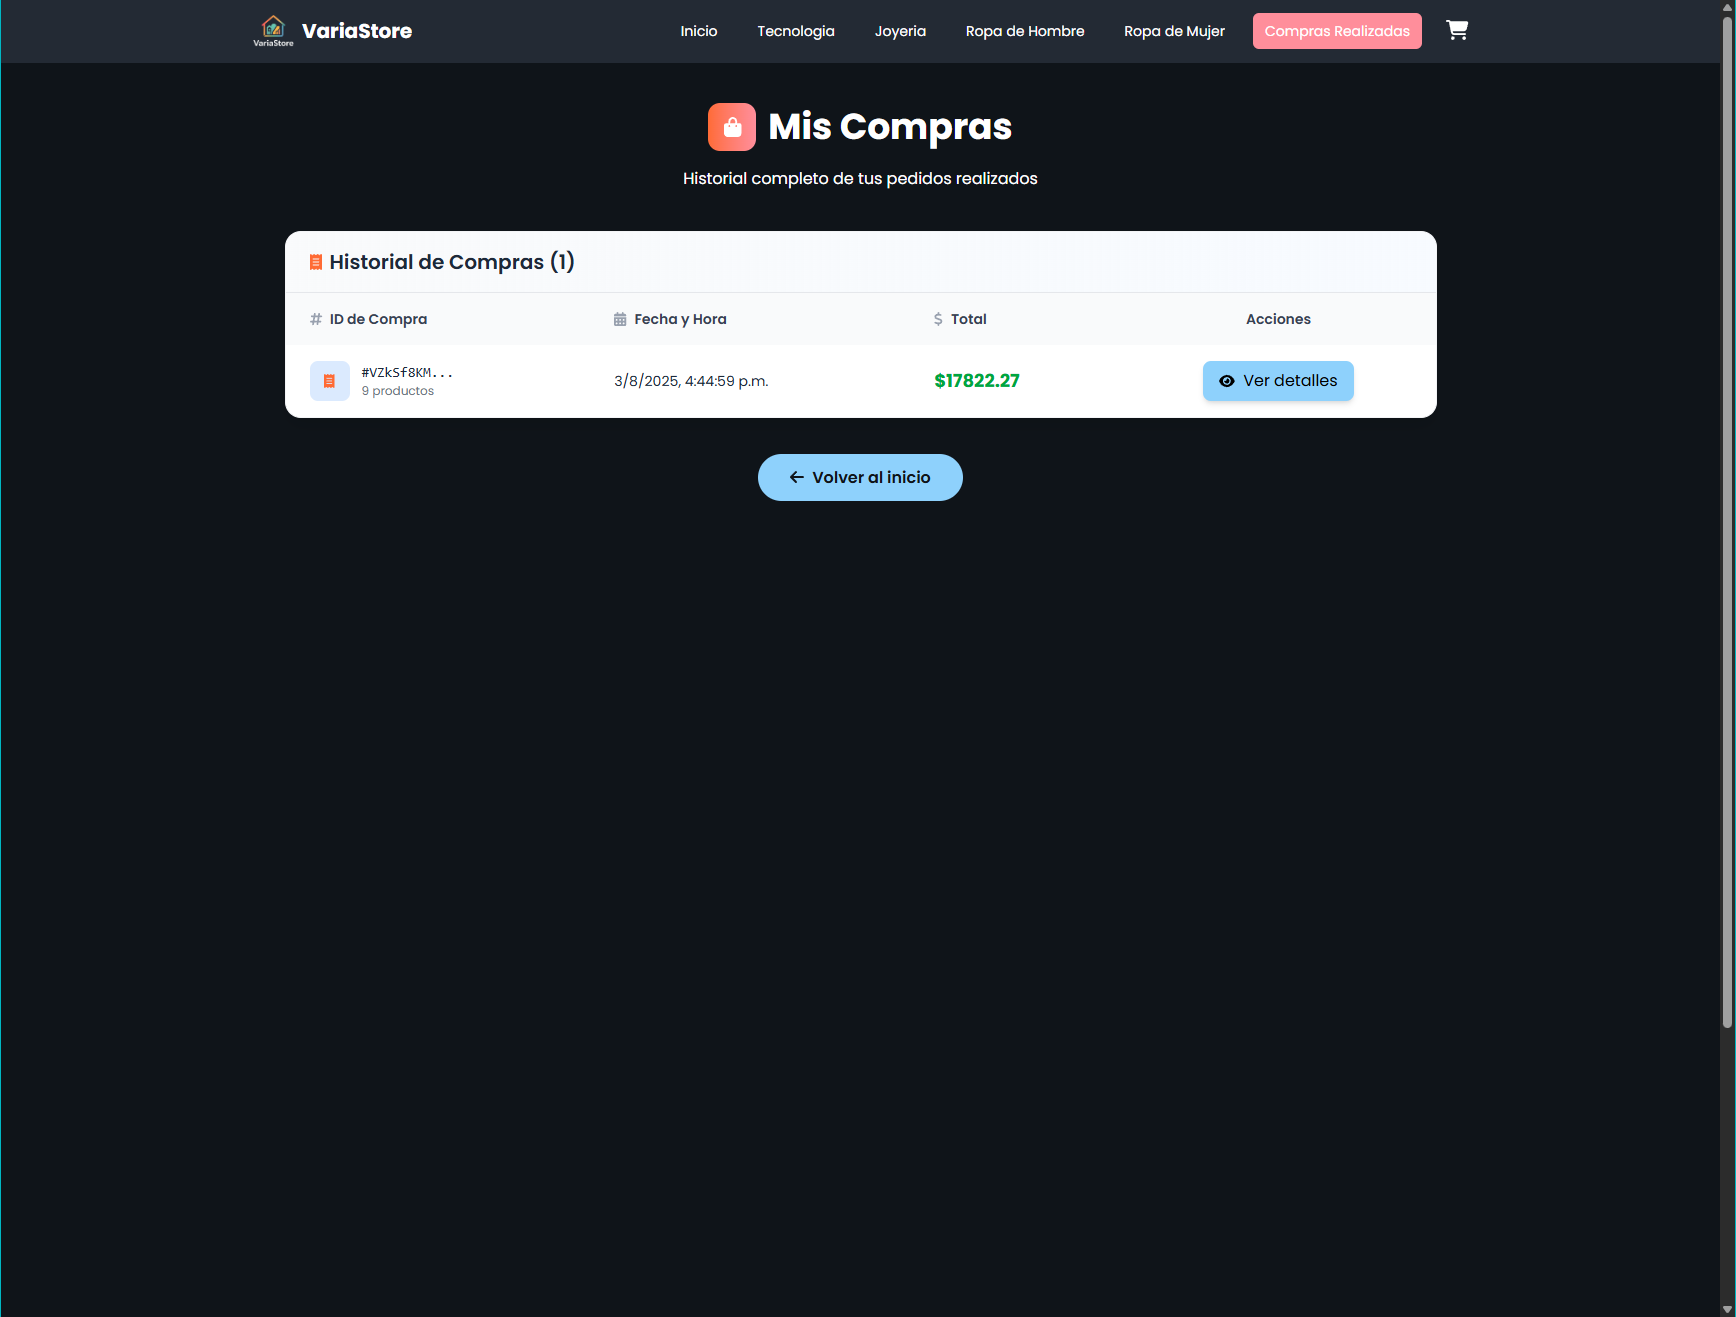 VariaStore
VariaStore
Inicio
Tecnologia
Joyeria
Ropa de Hombre
Ropa de Mujer
Compras Realizadas
Mis Compras
Historial completo de tus pedidos realizados
Historial de Compras (1)
# ID de Compra
Fecha y Hora
$ Total
Acciones
#VZkSf8KM...
9 productos
3/8/2025, 4:44:59 p.m.
$17822.27
Ver detalles
Volver al inicio